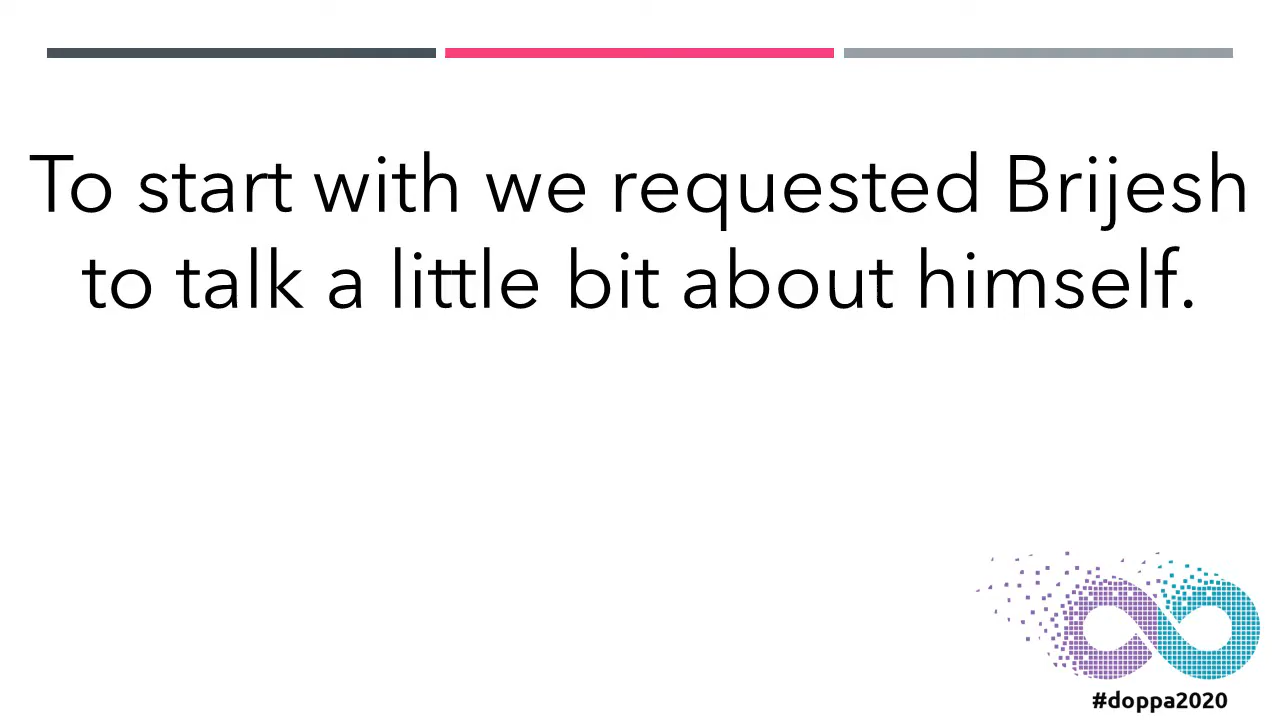 To start with we requested Brijesh
to talk a little bit about himself.
#doppa2020